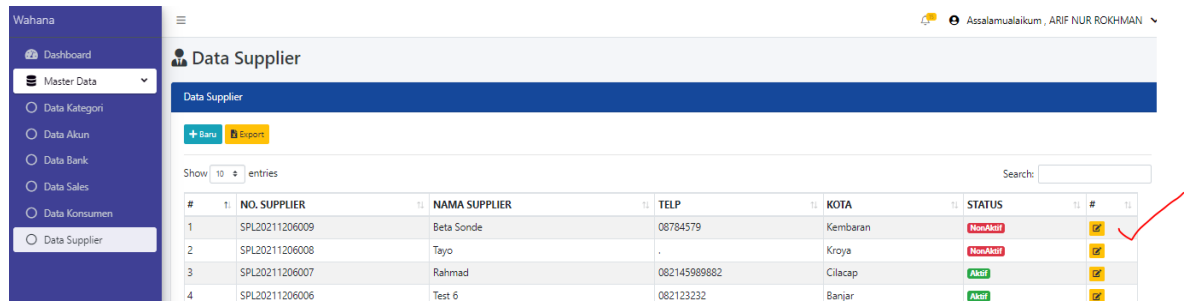 Wahana
Assalamualaikum , ARIF NUR ROKHMAN
Dashboard
Master Data
Data Kategori
Data Akun
Data Bank
Data Sales
Data Konsumen
Data Supplier
Data Supplier
Data Supplier
+ Baru Export
Show 10 entries Search:
# NO. SUPPLIER NAMA SUPPLIER TELP KOTA STATUS #
1 SPL20211206009 Beta Sonde 08784579 Kembaran NonAktif
2 SPL20211206008 Tayo . Kroya NonAktif
3 SPL20211206007 Rahmad 082145989882 Cilacap Aktif
4 SPL20211206006 Test 6 082123232 Banjar Aktif